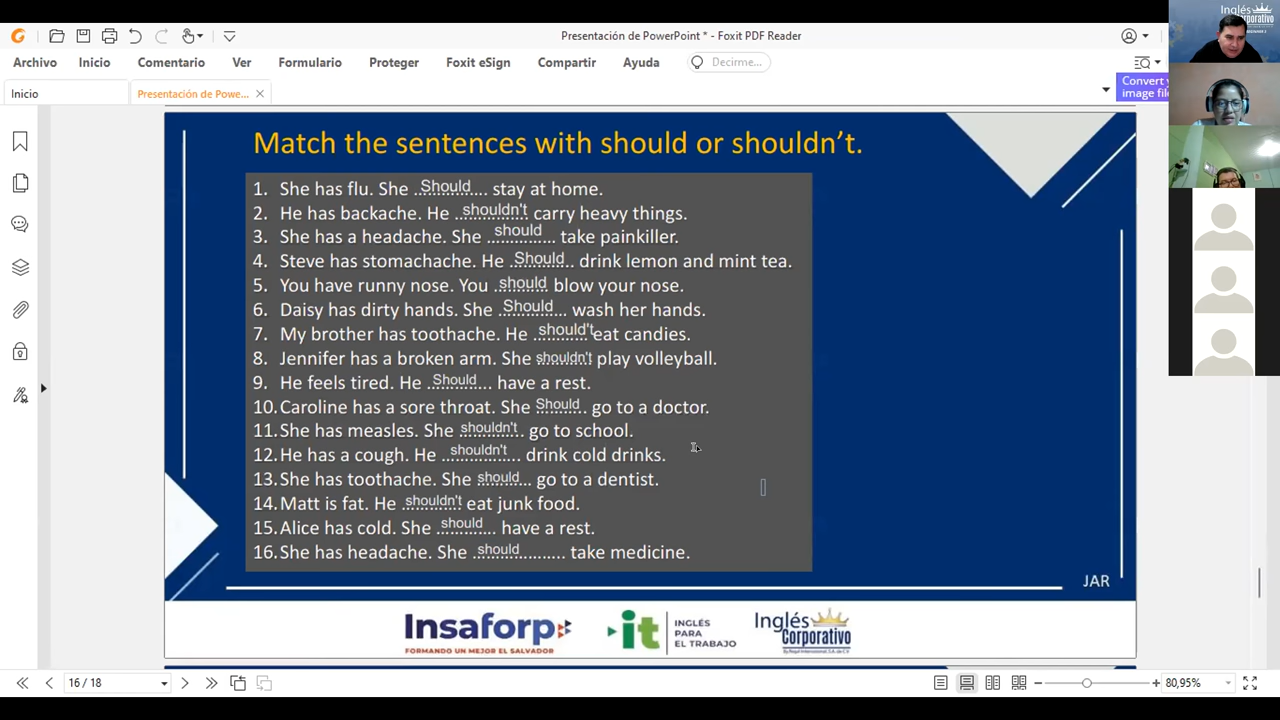 Presentación de PowerPoint * - Foxit PDF Reader
Archivo Inicio Comentario Ver Formulario Proteger Foxit eSign Compartir Ayuda Decirme...
Inicio Presentación de Powe...
Convert
image file
Inglés
Corporativo
Match the sentences with should or shouldn't.
1. She has flu. She Should stay at home.
2. He has backache. He shouldn't carry heavy things.
3. She has a headache. She should take painkiller.
4. Steve has stomachache. He Should drink lemon and mint tea.
5. You have runny nose. You should blow your nose.
6. Daisy has dirty hands. She Should wash her hands.
7. My brother has toothache. He should't eat candies.
8. Jennifer has a broken arm. She shouldn't play volleyball.
9. He feels tired. He Should have a rest.
10. Caroline has a sore throat. She Should go to a doctor.
11. She has measles. She shouldn't go to school.
12. He has a cough. He shouldn't drink cold drinks.
13. She has toothache. She should go to a dentist.
14. Matt is fat. He shouldn't eat junk food.
15. Alice has cold. She should have a rest.
16. She has headache. She should take medicine.
JAR
Insaforp
FORMANDO UN MEJOR EL SALVADOR
it INGLÉS PARA EL TRABAJO
Inglés
Corporativo
16 / 18
80,95%